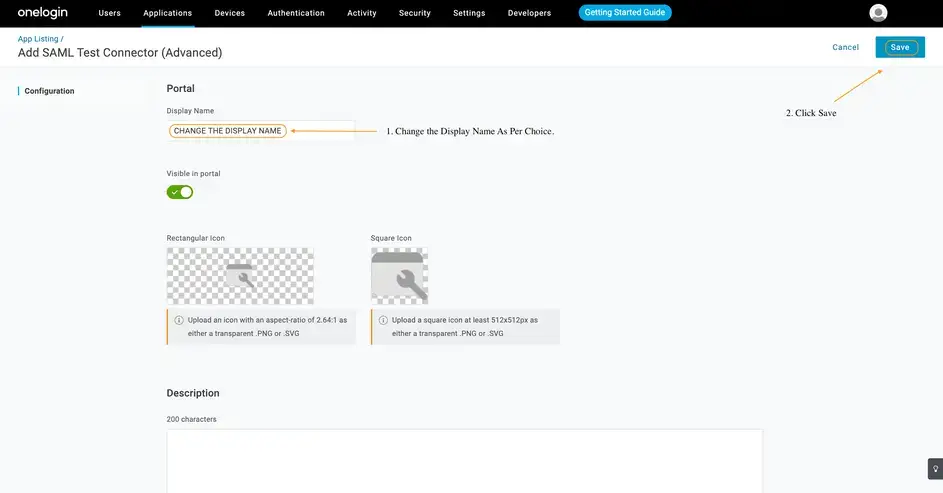 onelogin Users Applications Devices Authentication Activity Security Settings Developers Getting Started Guide
App Listing /
Add SAML Test Connector (Advanced)
Cancel Save
Configuration
Portal
2. Click Save
Display Name
CHANGE THE DISPLAY NAME
1. Change the Display Name As Per Choice.
Visible in portal
Rectangular Icon
Square Icon
Upload an icon with an aspect-ratio of 2.64:1 as
either a transparent .PNG or .SVG
Upload a square icon at least 512x512px as
either a transparent .PNG or .SVG
Description
200 characters